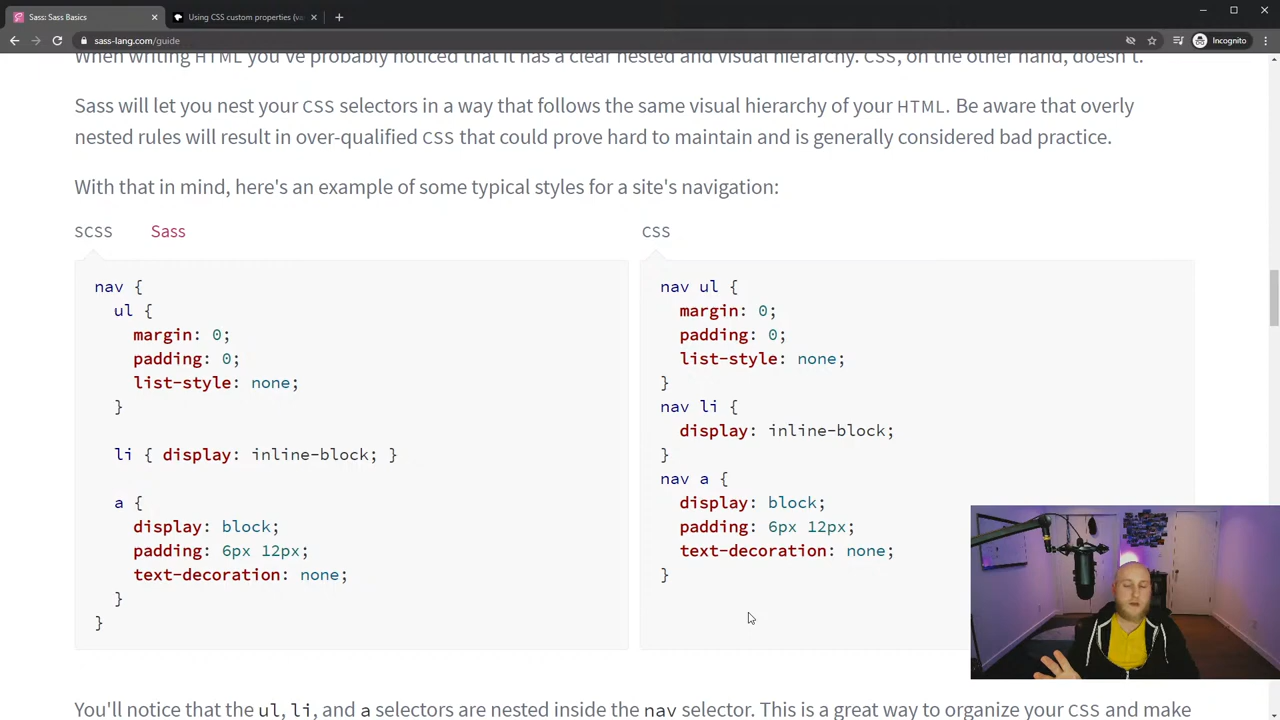 Sass: Sass Basics
Using CSS custom properties (va
sass-lang.com/guide
Incognito
When writing HTML you've probably noticed that it has a clear nested and visual hierarchy. CSS, on the other hand, doesn't.
Sass will let you nest your CSS selectors in a way that follows the same visual hierarchy of your HTML. Be aware that overly
nested rules will result in over-qualified CSS that could prove hard to maintain and is generally considered bad practice.
With that in mind, here's an example of some typical styles for a site's navigation:
SCSS Sass
nav {
ul {
margin: 0;
padding: 0;
list-style: none;
}
li { display: inline-block; }
a {
display: block;
padding: 6px 12px;
text-decoration: none;
}
}
CSS
nav ul {
margin: 0;
padding: 0;
list-style: none;
}
nav li {
display: inline-block;
}
nav a {
display: block;
padding: 6px 12px;
text-decoration: none;
}
You'll notice that the ul, li, and a selectors are nested inside the nav selector. This is a great way to organize your CSS and make